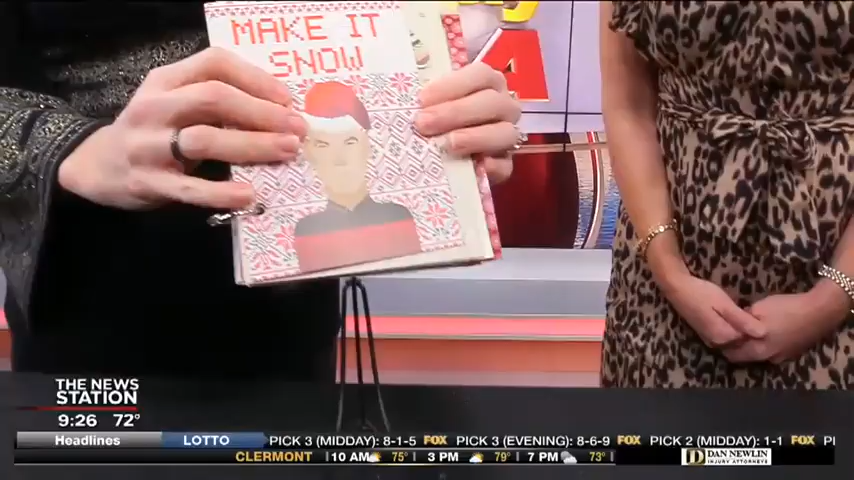 MAKE IT
SNOW
THE NEWS
STATION
9:26 72°
Headlines LOTTO PICK 3 (MIDDAY): 8-1-5 FOX PICK 3 (EVENING): 8-6-9 FOX PICK 2 (MIDDAY): 1-1 FOX PI
CLERMONT 10 AM 75° 3 PM 79° 7 PM 73° D DAN NEWLIN
INJURY ATTORNEYS